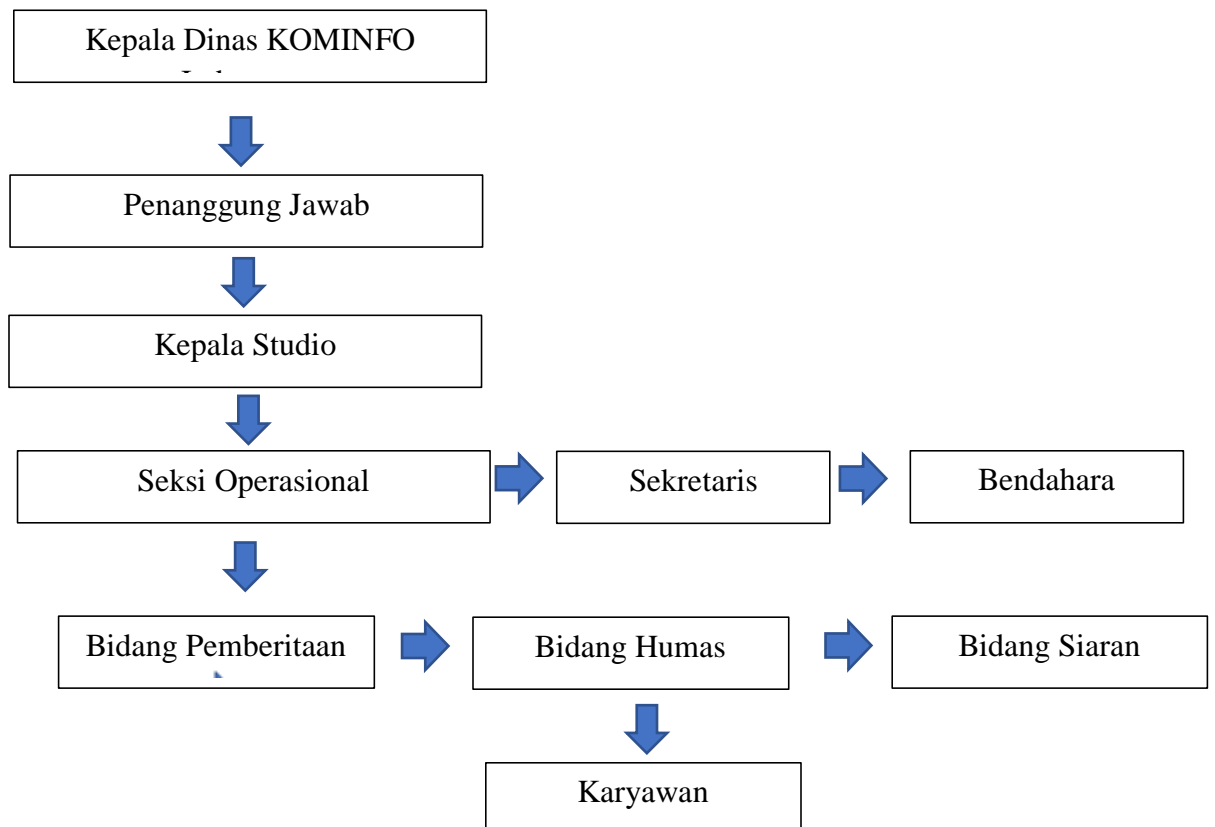 Kepala Dinas KOMINFO
Penanggung Jawab
Kepala Studio
Seksi Operasional
Sekretaris
Bendahara
Bidang Pemberitaan
Bidang Humas
Bidang Siaran
Karyawan